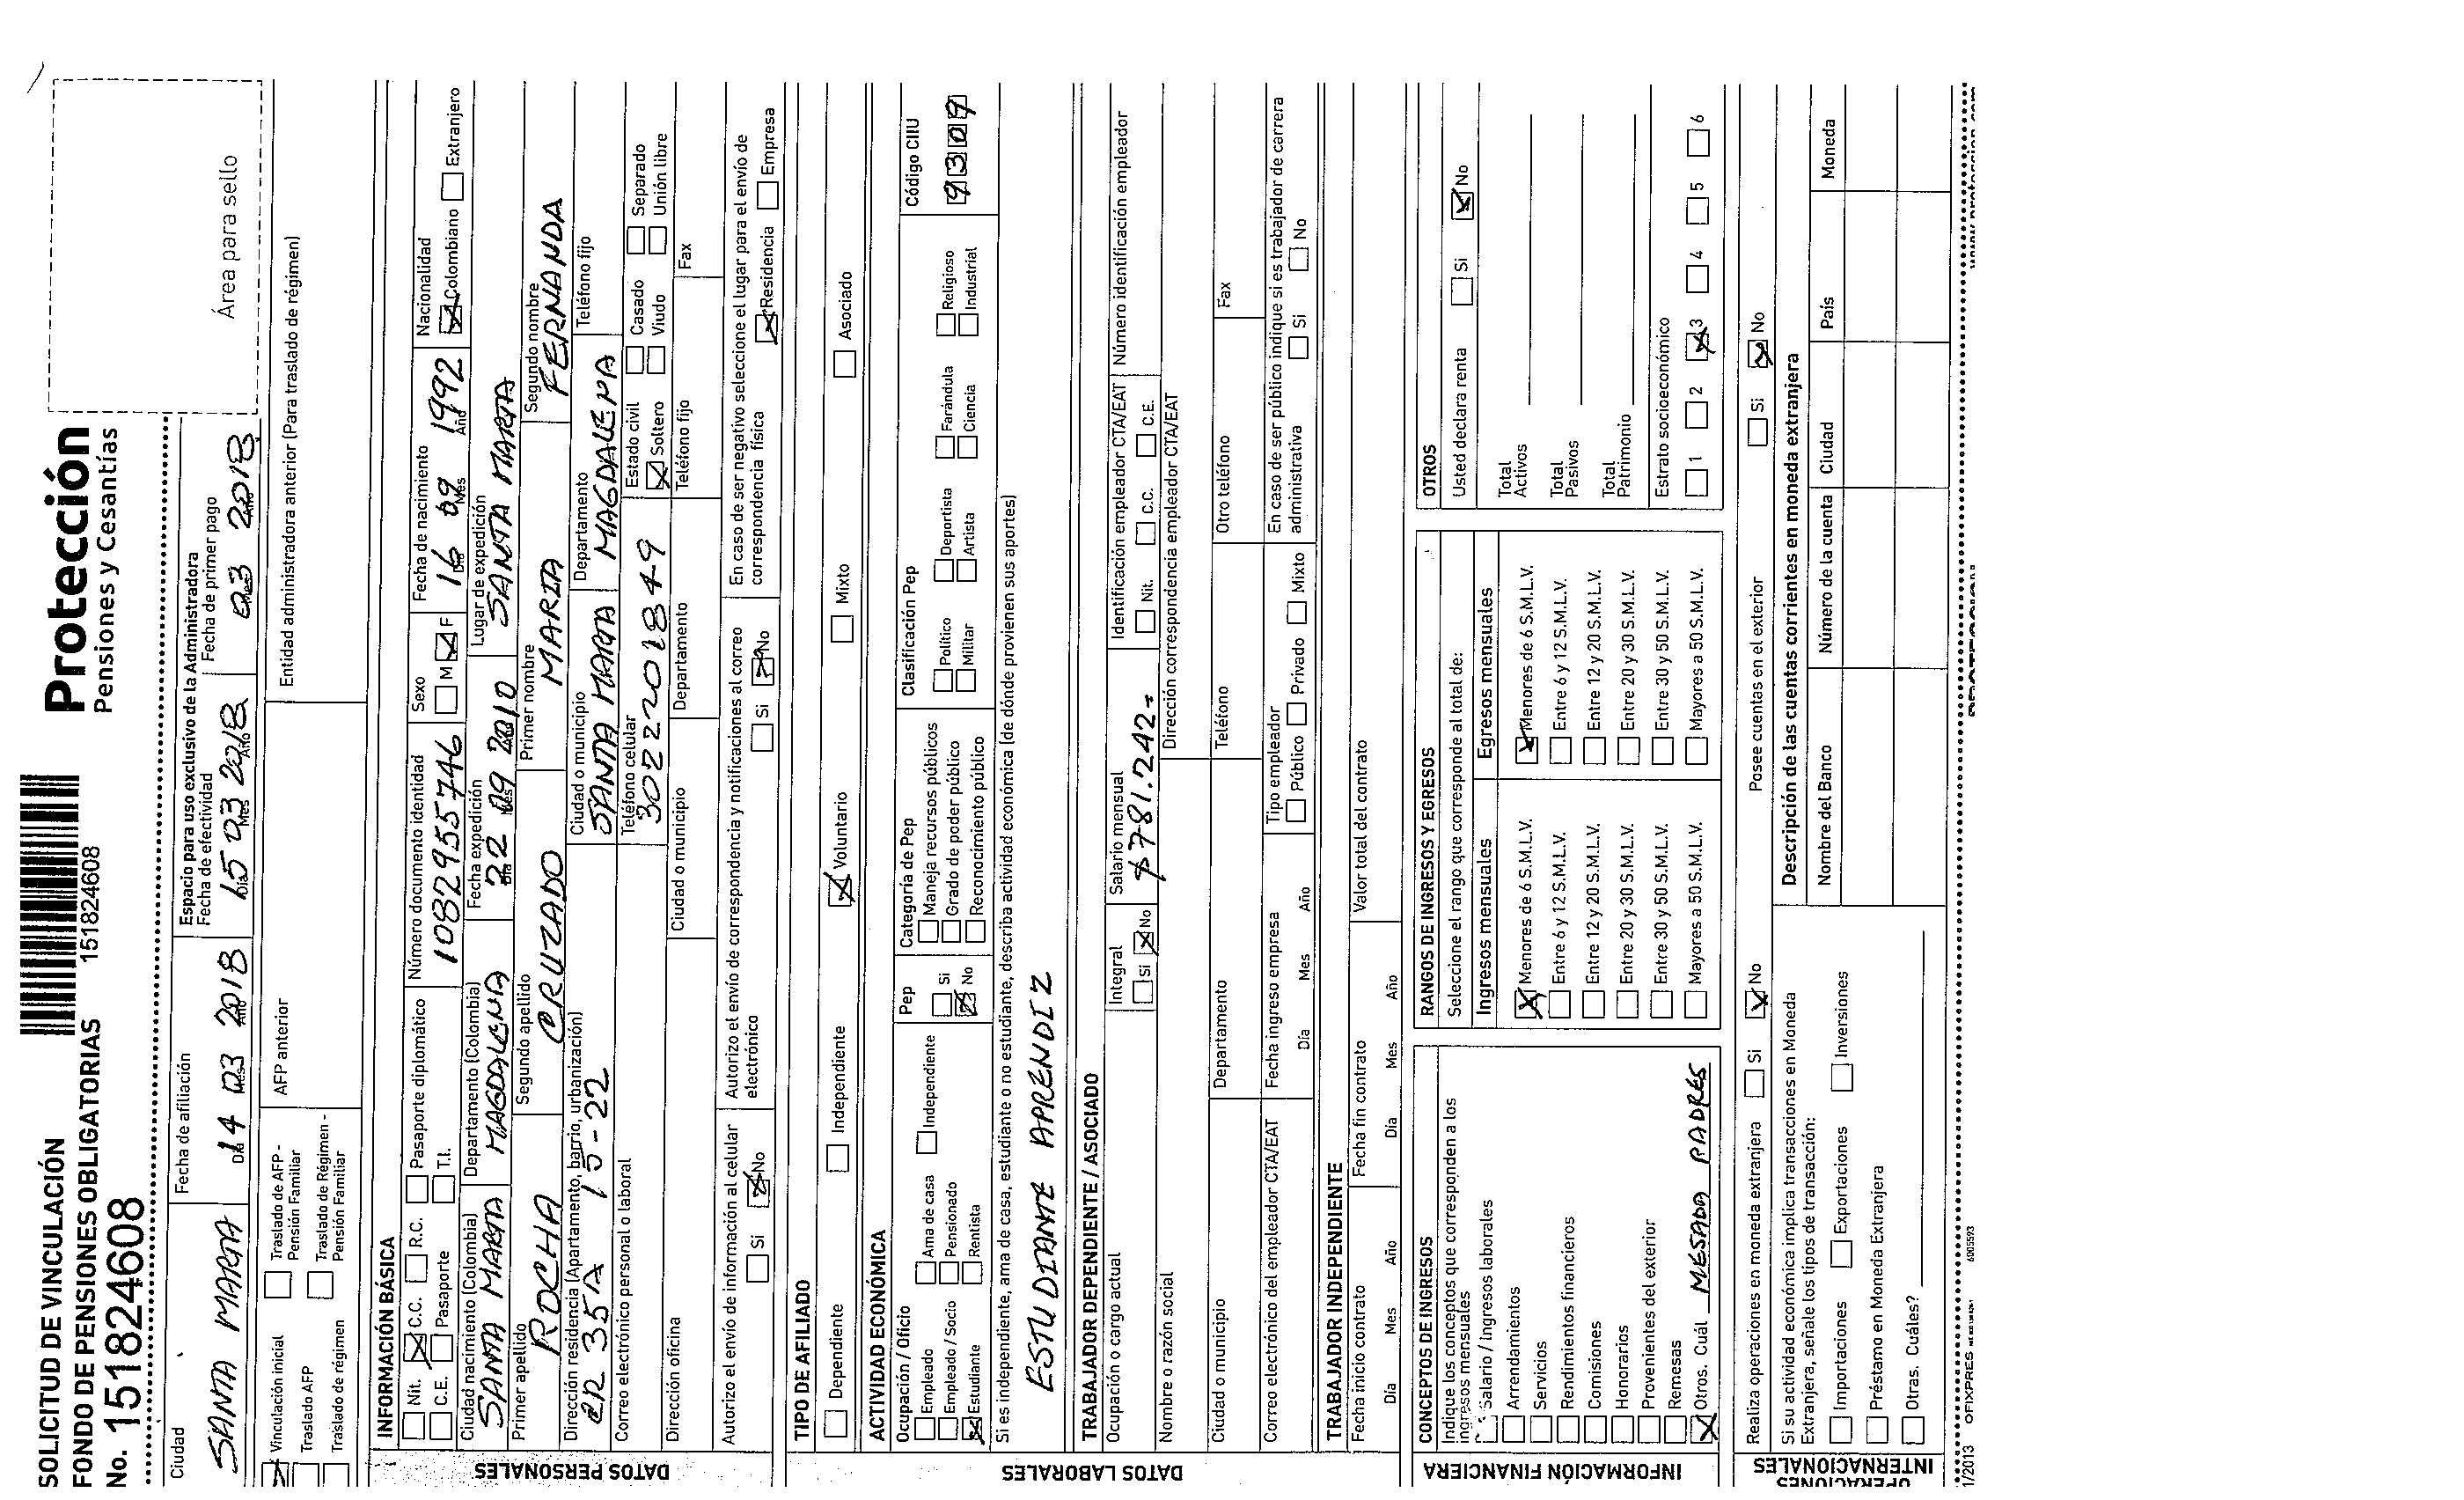 SOLICITUD DE VINCULACIÓN
FONDO DE PENSIONES OBLIGATORIAS 151824608
No. 151824608
Protección
Pensiones y Cesantías
Área para sello
Ciudad
SANTA MARTA
Fecha de afiliación
14 03 2018
Día Mes Año
Espacio para uso exclusivo de la Administradora
Fecha de efectividad
15 03 2018
Día Mes Año
Fecha de primer pago
03 2018
Mes Año
Vinculación inicial
Traslado AFP
Traslado de régimen
Traslado de AFP - Pensión Familiar
Traslado de Régimen - Pensión Familiar
AFP anterior
Entidad administradora anterior (Para traslado de régimen)
DATOS PERSONALES
INFORMACIÓN BÁSICA
Nit. C.C. R.C. Pasaporte diplomático
C.E. Pasaporte T.I.
Número documento identidad
1082955746
Sexo
M F
Fecha de nacimiento
16 09 1992
Día Mes Año
Nacionalidad
Colombiano Extranjero
Ciudad nacimiento (Colombia)
SANTA MARTA
Departamento (Colombia)
MAGDALENA
Fecha expedición
22 09 2010
Día Mes Año
Lugar de expedición
SANTA MARTA
Primer apellido
ROCHA
Segundo apellido
CRUZADO
Primer nombre
MARIA
Segundo nombre
FERNANDA
Dirección residencia (Apartamento, barrio, urbanización)
CR 35A 15-22
Ciudad o municipio
SANTA MARTA
Departamento
MAGDALENA
Teléfono fijo
Correo electrónico personal o laboral
Teléfono celular
3022201849
Estado civil
Soltero Casado Separado
Viudo Unión libre
Dirección oficina
Ciudad o municipio
Departamento
Teléfono fijo
Fax
Autorizo el envío de información al celular
Si No
Autorizo el envío de correspondencia y notificaciones al correo electrónico
Si No
En caso de ser negativo seleccione el lugar para el envío de correspondencia física
Residencia Empresa
DATOS LABORALES
TIPO DE AFILIADO
Dependiente Independiente Voluntario Mixto Asociado
ACTIVIDAD ECONÓMICA
Ocupación / Oficio
Empleado Ama de casa Independiente
Empleado / Socio Pensionado
Estudiante Rentista
Pep
Si
No
Categoría de Pep
Maneja recursos públicos
Grado de poder público
Reconocimiento público
Clasificación Pep
Político Deportista Farándula Religioso
Militar Artista Ciencia Industrial
Código CIIU
9309
Si es independiente, ama de casa, estudiante o no estudiante, describa actividad económica (de dónde provienen sus aportes)
ESTUDIANTE APRENDIZ
TRABAJADOR DEPENDIENTE / ASOCIADO
Ocupación o cargo actual
Integral
Si No
Salario mensual
$781.242=
Identificación empleador CTA/EAT
Nit. C.C. C.E.
Número identificación empleador
Nombre o razón social
Dirección correspondencia empleador CTA/EAT
Ciudad o municipio
Departamento
Teléfono
Otro teléfono
Fax
Correo electrónico del empleador CTA/EAT
Fecha ingreso empresa
Día Mes Año
Tipo empleador
Público Privado Mixto
En caso de ser público indique si es trabajador de carrera administrativa
Si No
TRABAJADOR INDEPENDIENTE
Fecha inicio contrato
Día Mes Año
Fecha fin contrato
Día Mes Año
Valor total del contrato
INFORMACIÓN FINANCIERA
CONCEPTOS DE INGRESOS
Indique los conceptos que corresponden a los ingresos mensuales
Salario / Ingresos laborales
Arrendamientos
Servicios
Rendimientos financieros
Comisiones
Honorarios
Provenientes del exterior
Remesas
Otros. Cuál MESADA PADRES
RANGOS DE INGRESOS Y EGRESOS
Seleccione el rango que corresponde al total de:
Ingresos mensuales
Menores de 6 S.M.L.V.
Entre 6 y 12 S.M.L.V.
Entre 12 y 20 S.M.L.V.
Entre 20 y 30 S.M.L.V.
Entre 30 y 50 S.M.L.V.
Mayores a 50 S.M.L.V.
Egresos mensuales
Menores de 6 S.M.L.V.
Entre 6 y 12 S.M.L.V.
Entre 12 y 20 S.M.L.V.
Entre 20 y 30 S.M.L.V.
Entre 30 y 50 S.M.L.V.
Mayores a 50 S.M.L.V.
OTROS
Usted declara renta Si No
Total Activos
Total Pasivos
Total Patrimonio
Estrato socioeconómico
1 2 3 4 5 6
OPERACIONES INTERNACIONALES
Realiza operaciones en moneda extranjera Si No
Posee cuentas en el exterior Si No
Si su actividad económica implica transacciones en Moneda
Extranjera, señale los tipos de transacción:
Importaciones Exportaciones Inversiones
Préstamo en Moneda Extranjera
Otras. Cuáles?
Descripción de las cuentas corrientes en moneda extranjera
Nombre del Banco Número de la cuenta Ciudad País Moneda
1/2013 OFIXPRES